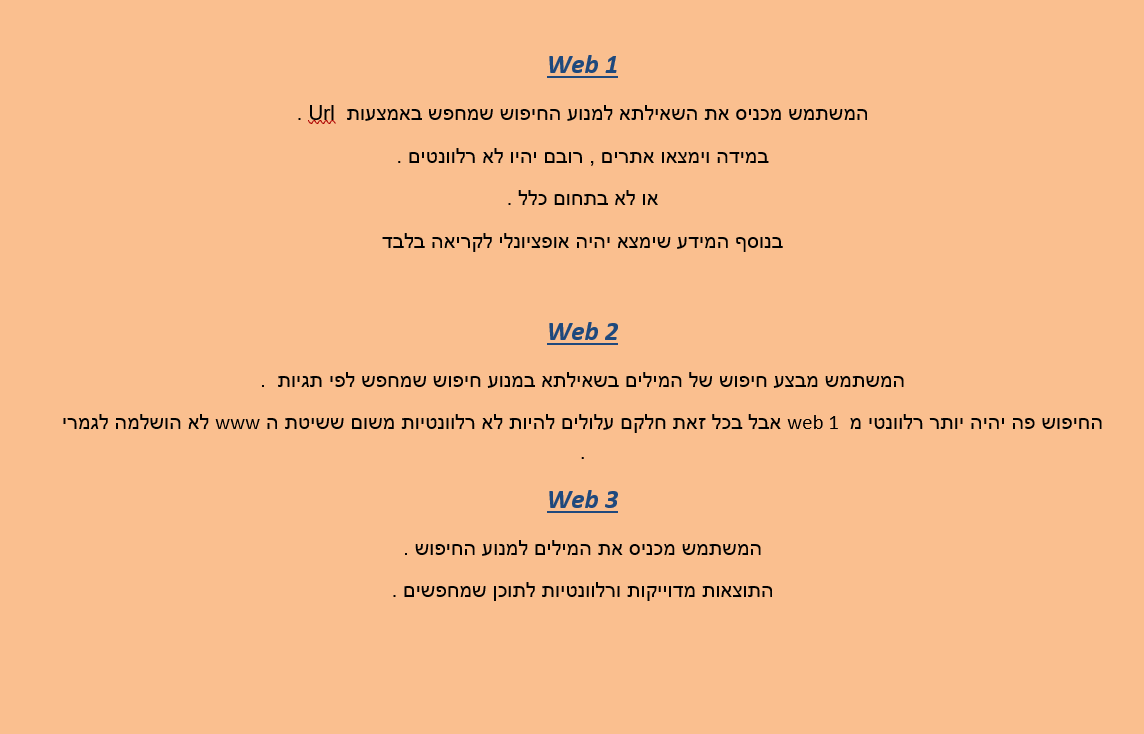 Web 1
המשתמש מכניס את השאילתא למנוע החיפוש שמחפש באמצעות Url .
במידה וימצאו אתרים , רובם יהיו לא רלוונטים .
או לא בתחום כלל .
בנוסף המידע שימצא יהיה אופציונלי לקריאה בלבד
Web 2
המשתמש מבצע חיפוש של המילים בשאילתא במנוע חיפוש שמחפש לפי תגיות .
החיפוש פה יהיה יותר רלוונטי מ web 1 אבל בכל זאת חלקם עלולים להיות לא רלוונטיות משום ששיטת ה www לא הושלמה לגמרי
.
Web 3
המשתמש מכניס את המילים למנוע החיפוש .
התוצאות מדוייקות ורלוונטיות לתוכן שמחפשים .